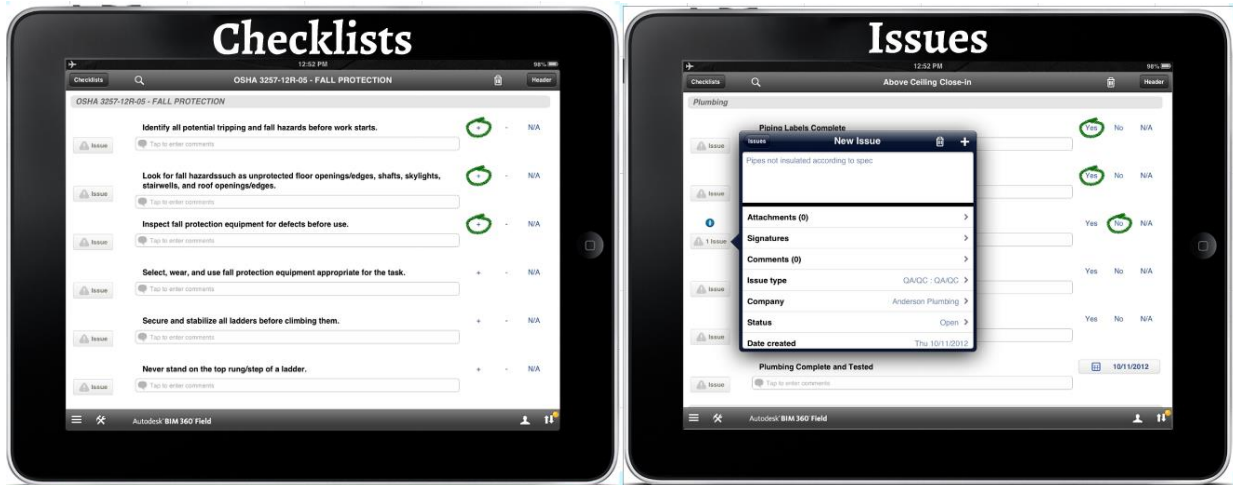 Checklists
12:52 PM
98%
Checklists
OSHA 3257-12R-05 - FALL PROTECTION
Header
OSHA 3257-12R-05 - FALL PROTECTION
Identify all potential tripping and fall hazards before work starts.
+ - N/A
Issue
Tap to enter comments
Look for fall hazardssuch as unprotected floor openings/edges, shafts, skylights,
stairwells, and roof openings/edges.
+ - N/A
Issue
Tap to enter comments
Inspect fall protection equipment for defects before use.
+ - N/A
Issue
Tap to enter comments
Select, wear, and use fall protection equipment appropriate for the task.
+ - N/A
Issue
Tap to enter comments
Secure and stabilize all ladders before climbing them.
+ - N/A
Issue
Tap to enter comments
Never stand on the top rung/step of a ladder.
+ - N/A
Issue
Tap to enter comments
Autodesk® BIM 360® Field
Issues
12:52 PM
98%
Checklists
Above Ceiling Close-in
Header
Plumbing
Piping Labels Complete
Yes No N/A
Issue
Issues
New Issue
+
Pipes not insulated according to spec
Yes No N/A
Issue
Attachments (0)
Yes No N/A
1 Issue
Signatures
Comments (0)
Issue type QA/QC : QA/QC
Yes No N/A
Issue
Company Anderson Plumbing
Status Open
Yes No N/A
Issue
Date created Thu 10/11/2012
Plumbing Complete and Tested
10/11/2012
Issue
Tap to enter comments
Autodesk® BIM 360® Field